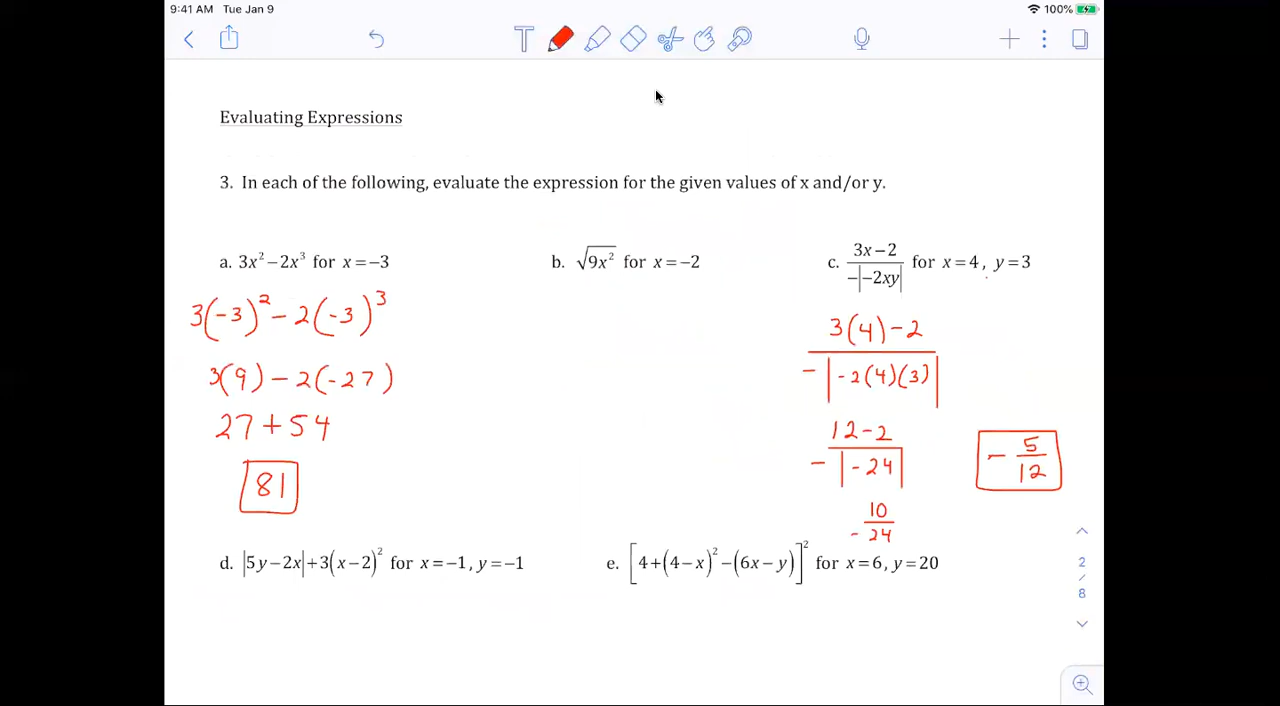 9:41 AM Tue Jan 9
100%
Evaluating Expressions
3. In each of the following, evaluate the expression for the given values of x and/or y.
a. 3x² − 2x³ for x = −3
3(-3)² - 2(-3)³
3(9) - 2(-27)
27 + 54
81
b. √9x² for x = −2
c. (3x − 2)/(−|−2xy|) for x = 4, y = 3
3(4) - 2
- |-2(4)(3)|
12 - 2
- |-24|
10
- 24
- 5/12
d. |5y − 2x| + 3(x − 2)² for x = −1, y = −1
e. [4 + (4 − x)² − (6x − y)]² for x = 6, y = 20
2
/
8